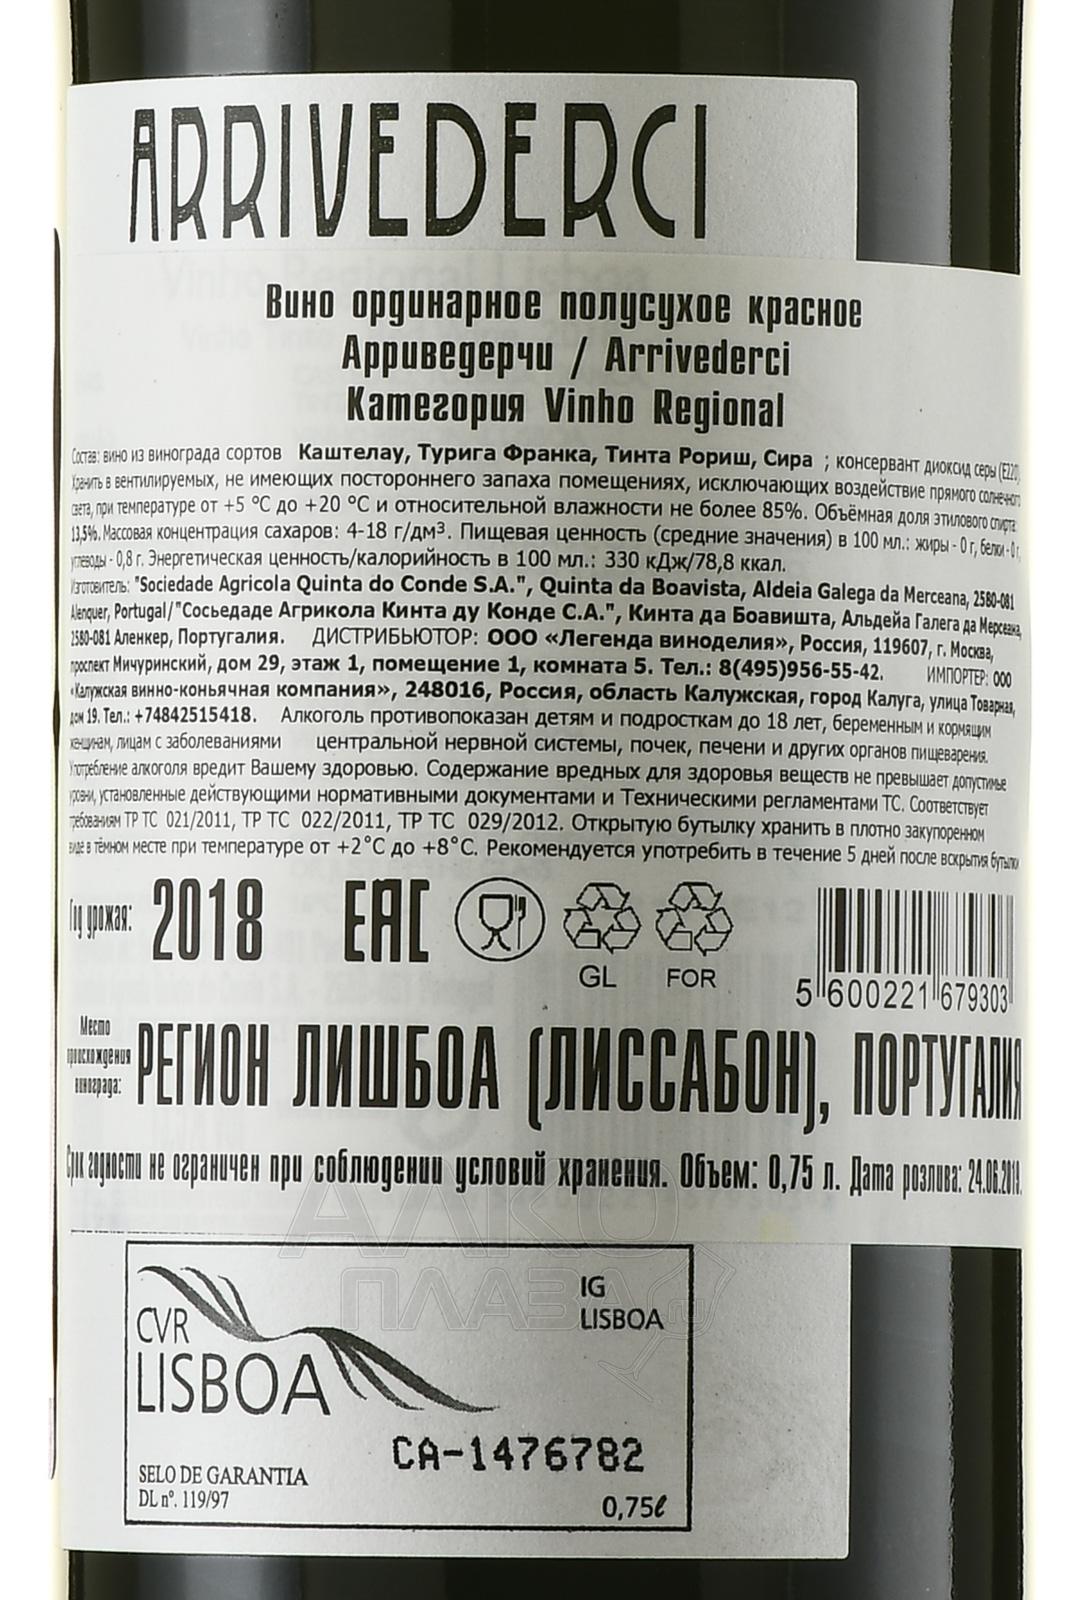 ARRIVEDERCI
Вино ординарное полусухое красное
Арриведерчи / Arrivederci
Категория Vinho Regional
Состав: вино из винограда сортов Каштелау, Турига Франка, Тинта Рориш, Сира ; консервант диоксид серы (Е220).
Хранить в вентилируемых, не имеющих постороннего запаха помещениях, исключающих воздействие прямого солнечного
света, при температуре от +5 °C до +20 °C и относительной влажности не более 85%. Объёмная доля этилового спирта:
13,5%. Массовая концентрация сахаров: 4-18 г/дм³. Пищевая ценность (средние значения) в 100 мл.: жиры - 0 г, белки - 0 г,
углеводы - 0,8 г. Энергетическая ценность/калорийность в 100 мл.: 330 кДж/78,8 ккал.
Изготовитель: "Sociedade Agricola Quinta do Conde S.A.", Quinta da Boavista, Aldeia Galega da Merceana, 2580-081
Alenquer, Portugal/"Сосьедаде Агрикола Кинта ду Конде С.А.", Кинта да Боавишта, Альдейа Галега да Мерсеана,
2580-081 Аленкер, Португалия. ДИСТРИБЬЮТОР: ООО «Легенда виноделия», Россия, 119607, г. Москва,
проспект Мичуринский, дом 29, этаж 1, помещение 1, комната 5. Тел.: 8(495)956-55-42. ИМПОРТЕР: ООО
«Калужская винно-коньячная компания», 248016, Россия, область Калужская, город Калуга, улица Товарная,
дом 19. Тел.: +74842515418. Алкоголь противопоказан детям и подросткам до 18 лет, беременным и кормящим
женщинам, лицам с заболеваниями центральной нервной системы, почек, печени и других органов пищеварения.
Употребление алкоголя вредит Вашему здоровью. Содержание вредных для здоровья веществ не превышает допустимые
уровни, установленные действующими нормативными документами и Техническими регламентами ТС. Соответствует
требованиям ТР ТС 021/2011, ТР ТС 022/2011, ТР ТС 029/2012. Открытую бутылку хранить в плотно закупоренном
виде в тёмном месте при температуре от +2°C до +8°C. Рекомендуется употребить в течение 5 дней после вскрытия бутылки
Год урожая: 2018 EAC
GL FOR
5 600221 679303
Место
происхождения
винограда: РЕГИОН ЛИШБОА (ЛИССАБОН), ПОРТУГАЛИЯ
Срок годности не ограничен при соблюдении условий хранения. Объем: 0,75 л. Дата розлива: 24.06.2019.
АЛКО
ПЛАЗА.ru
IG
LISBOA
CVR
LISBOA
CA-1476782
SELO DE GARANTIA
DL nº. 119/97
0,75ℓ